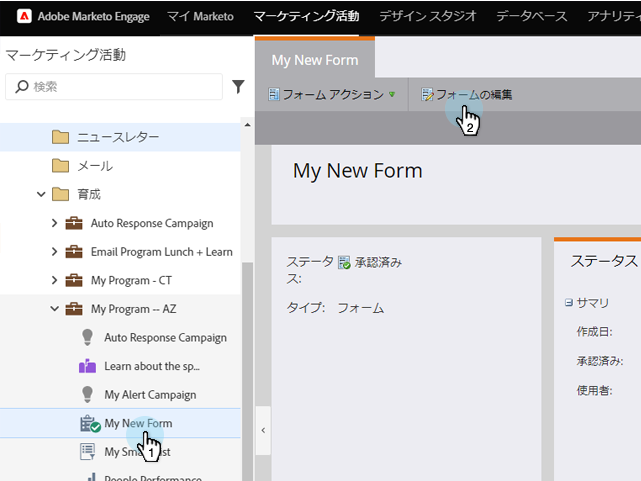 Adobe Marketo Engage マイ Marketo マーケティング活動 デザイン スタジオ データベース アナリティ
マーケティング活動
検索
ニュースレター
メール
育成
Auto Response Campaign
Email Program Lunch + Learn
My Program - CT
My Program -- AZ
Auto Response Campaign
Learn about the sp...
My Alert Campaign
My New Form
1
My Sm st
People Performance
My New Form
フォーム アクション フォームの編集
2
My New Form
ステータス: 承認済み
タイプ: フォーム
ステータス
サマリ
作成日:
承認済み:
使用者: